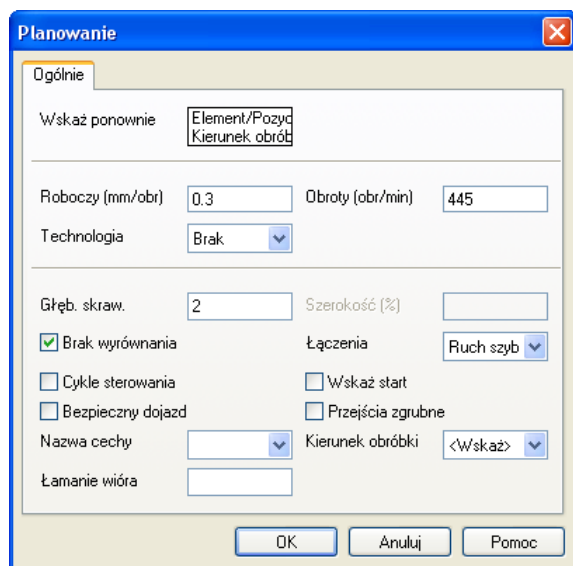 Planowanie
Ogólnie
Wskaż ponownie
Element/Pozyc
Kierunek obrób
Roboczy (mm/obr) 0.3 Obroty (obr/min) 445
Technologia Brak
Głęb. skraw. 2 Szerokość (%)
Brak wyrównania Łączenia Ruch szyb
Cykle sterowania Wskaż start
Bezpieczny dojazd Przejścia zgrubne
Nazwa cechy Kierunek obróbki <Wskaż>
Łamanie wióra
OK Anuluj Pomoc